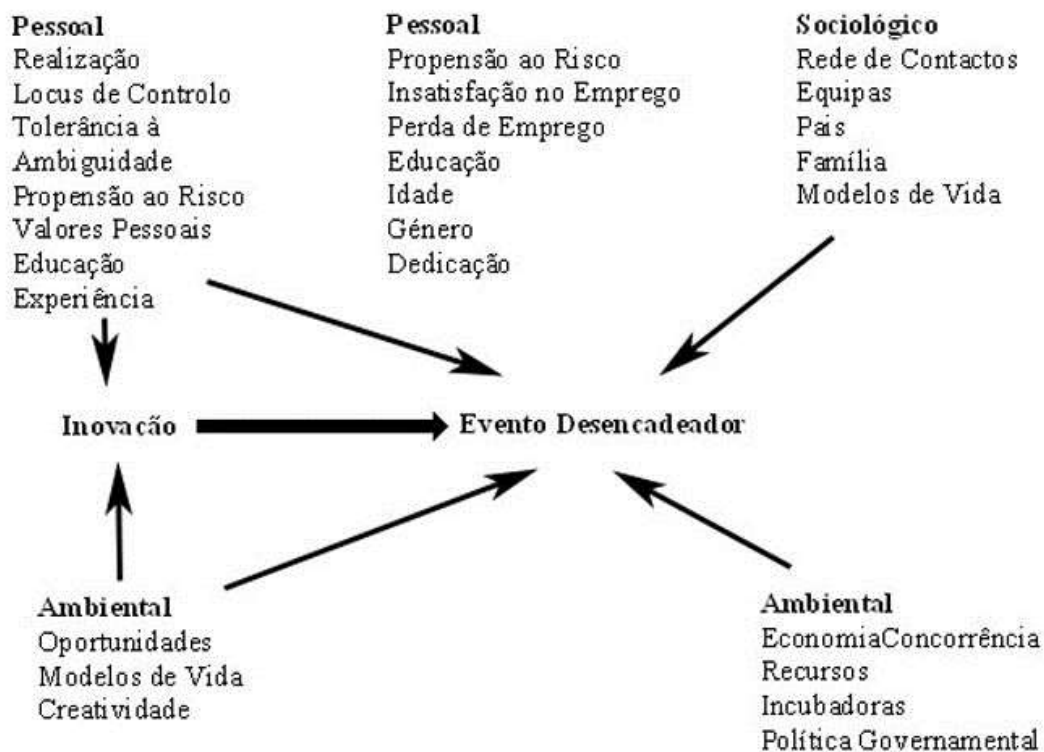 Pessoal
Realização
Locus de Controlo
Tolerância à
Ambiguidade
Propensão ao Risco
Valores Pessoais
Educação
Experiência
Pessoal
Propensão ao Risco
Insatisfação no Emprego
Perda de Emprego
Educação
Idade
Género
Dedicação
Sociológico
Rede de Contactos
Equipas
Pais
Família
Modelos de Vida
Inovação
Evento Desencadeador
Ambiental
Oportunidades
Modelos de Vida
Creatividade
Ambiental
EconomiaConcorrência
Recursos
Incubadoras
Política Governamental